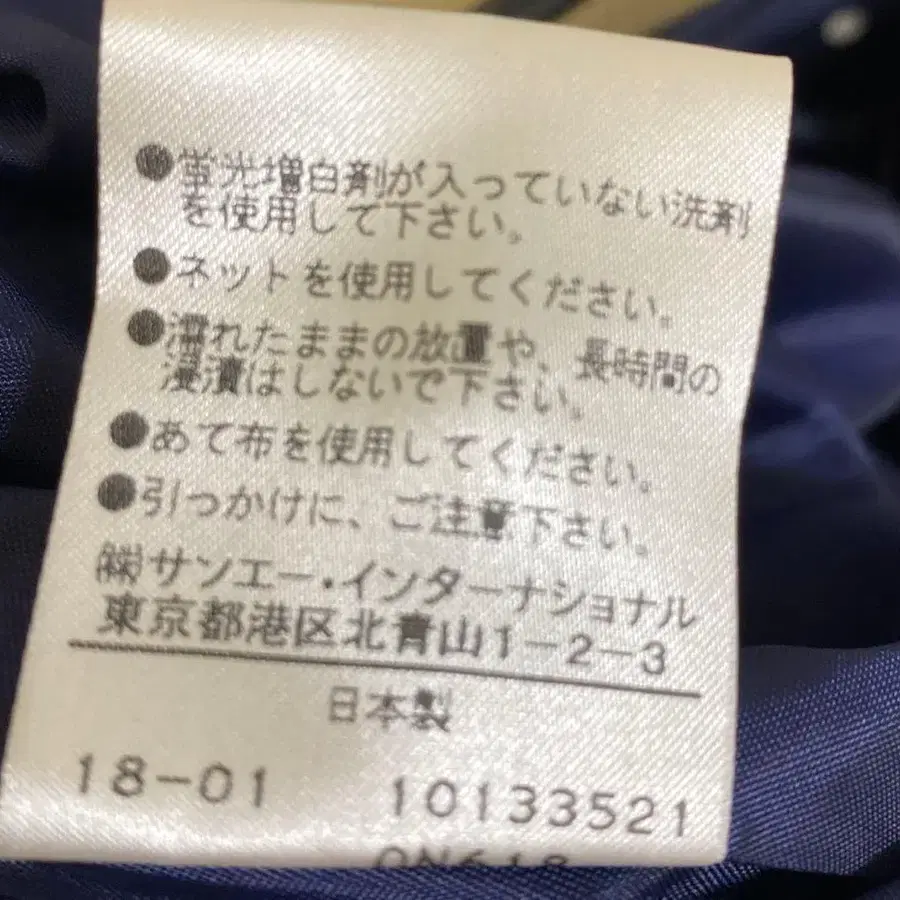 ●蛍光増白剤が入っていない洗剤
を使用して下さい。
●ネットを使用してください。
●濡れたままの放置や、長時間の
浸漬はしないで下さい。
●あて布を使用してください。
●引っかけに、ご注意下さい。
㈱サンエー・インターナショナル
東京都港区北青山1-2-3
日本製
18-01 10133521